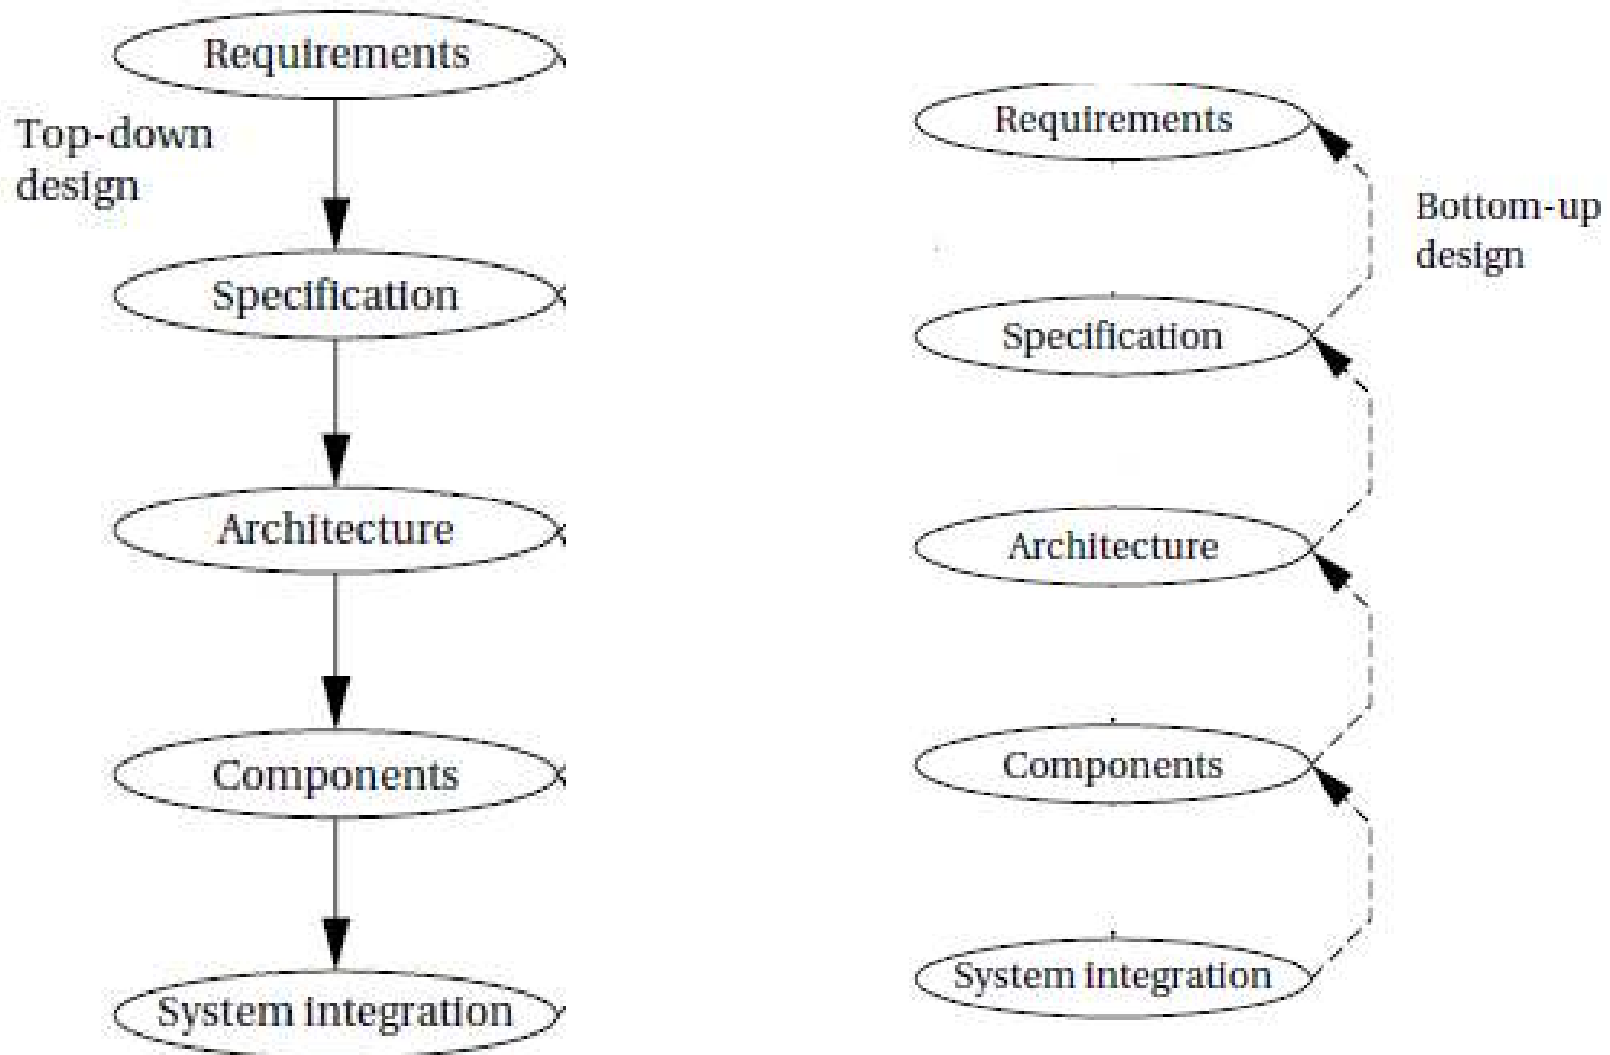 Requirements
Top-down
design
Specification
Architecture
Components
System integration
Requirements
Bottom-up
design
Specification
Architecture
Components
System integration